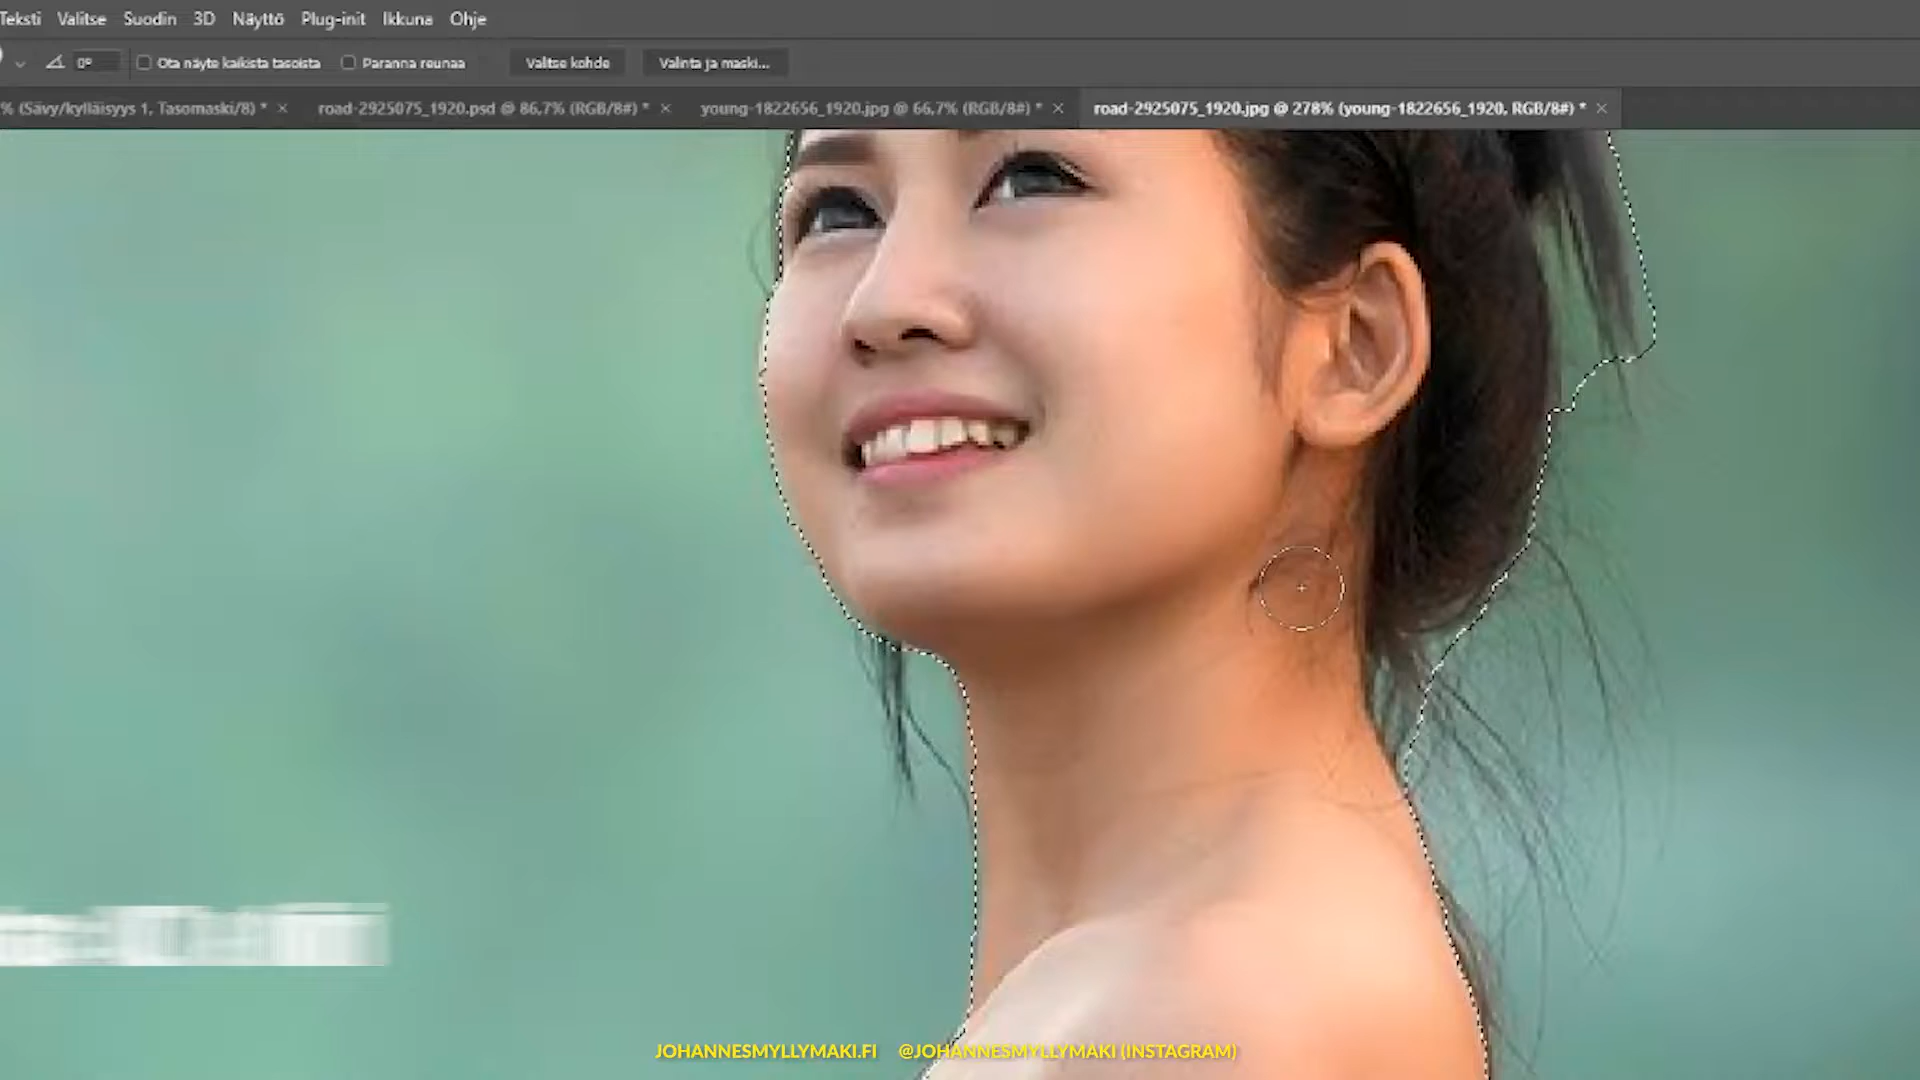 Teksti Valitse Suodin 3D Näyttö Plug-init Ikkuna Ohje
0° Ota näyte kaikista tasoista Paranna reunaa Valitse kohde Valinta ja maski...
% (Sävy/kylläisyys 1, Tasomaski/8) * × road-2925075_1920.psd @ 86,7% (RGB/8#) * × young-1822656_1920.jpg @ 66,7% (RGB/8#) * × road-2925075_1920.jpg @ 278% (young-1822656_1920, RGB/8#) * ×
JOHANNESMYLLYMAKI.FI @JOHANNESMYLLYMAKI (INSTAGRAM)